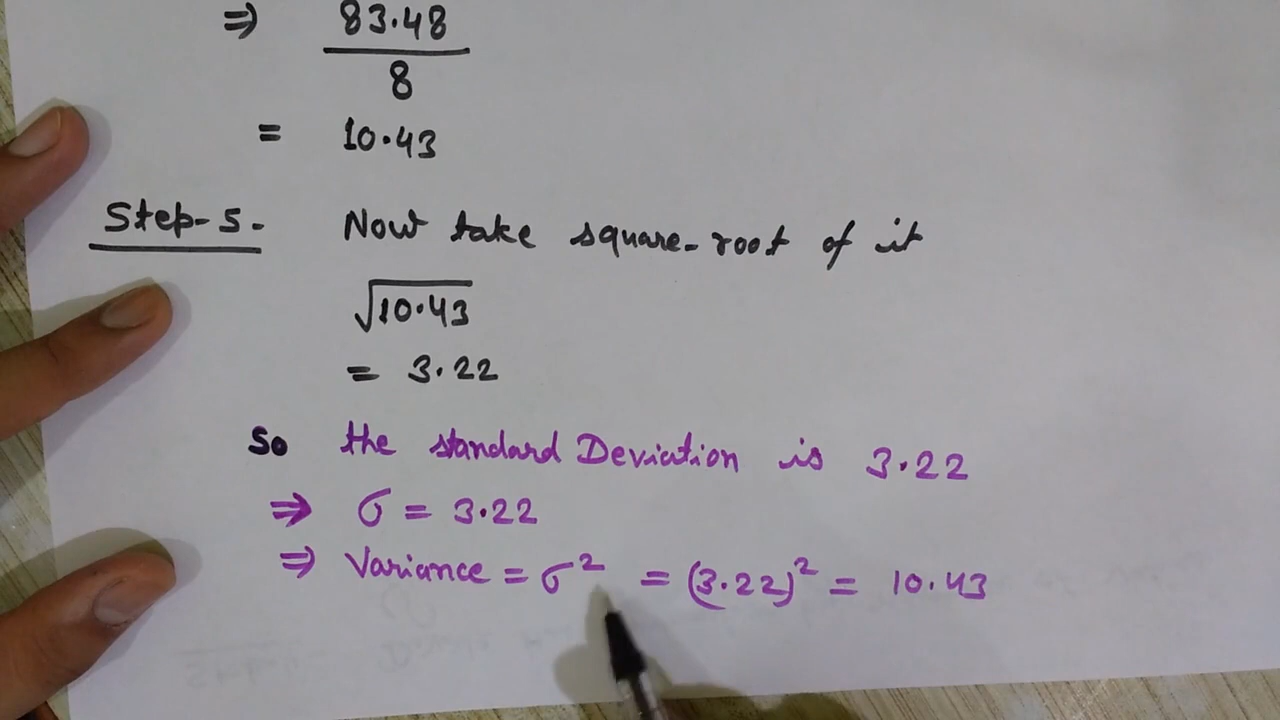 ⇒ 83.48
8
= 10.43
Step-5. Now take square-root of it
√10.43
= 3.22
So the standard Deviation is 3.22
⇒ σ = 3.22
⇒ Variance = σ² = (3.22)² = 10.43